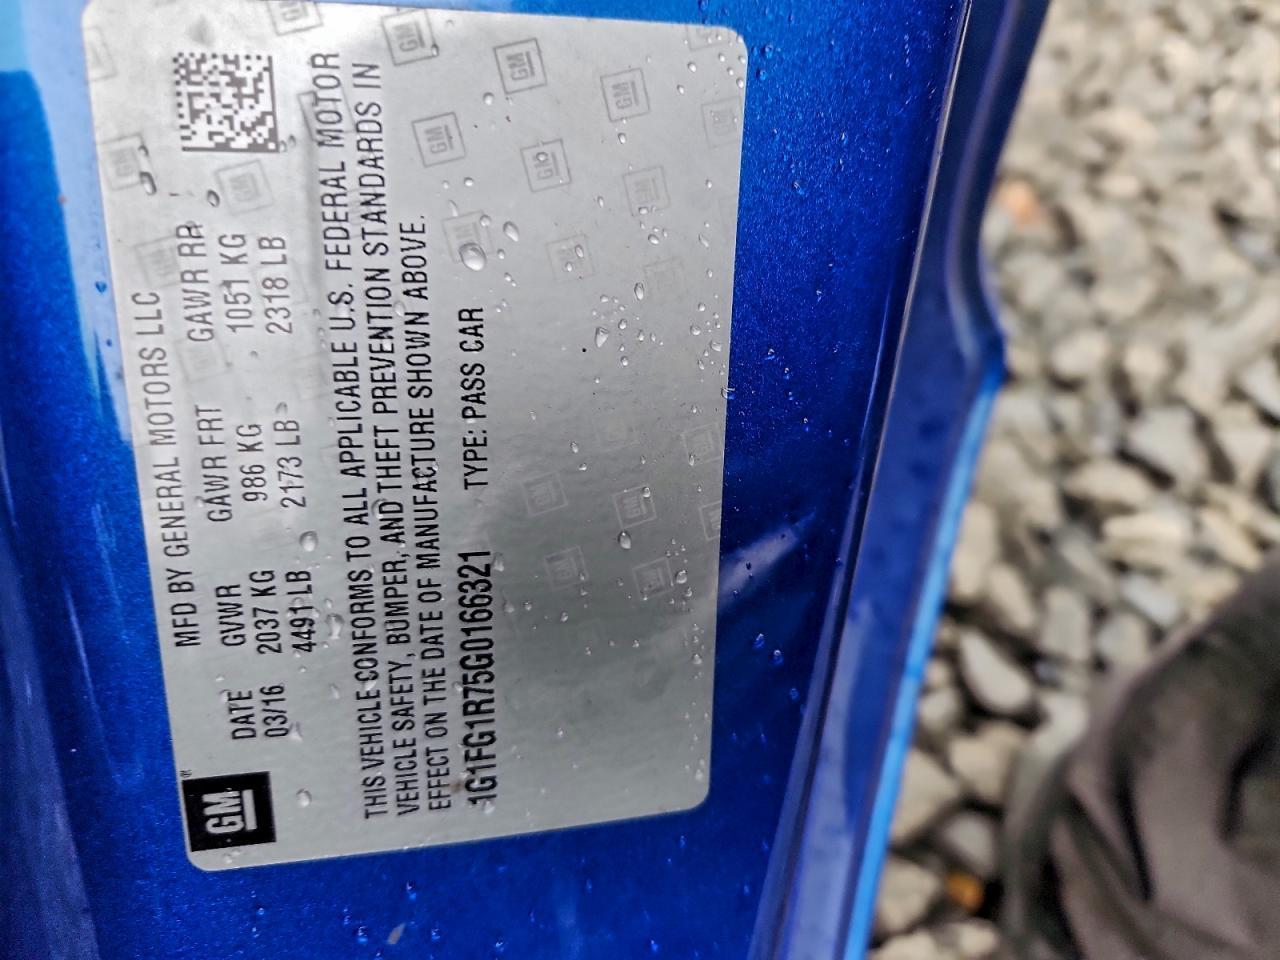 GM
MFD BY GENERAL MOTORS LLC
DATE GVWR GAWR FRT GAWR RR
03/16 2037 KG 986 KG 1051 KG
4491 LB 2173 LB 2318 LB
THIS VEHICLE CONFORMS TO ALL APPLICABLE U.S. FEDERAL MOTOR
VEHICLE SAFETY, BUMPER, AND THEFT PREVENTION STANDARDS IN
EFFECT ON THE DATE OF MANUFACTURE SHOWN ABOVE.
1G1FG1R75G0166321 TYPE: PASS CAR